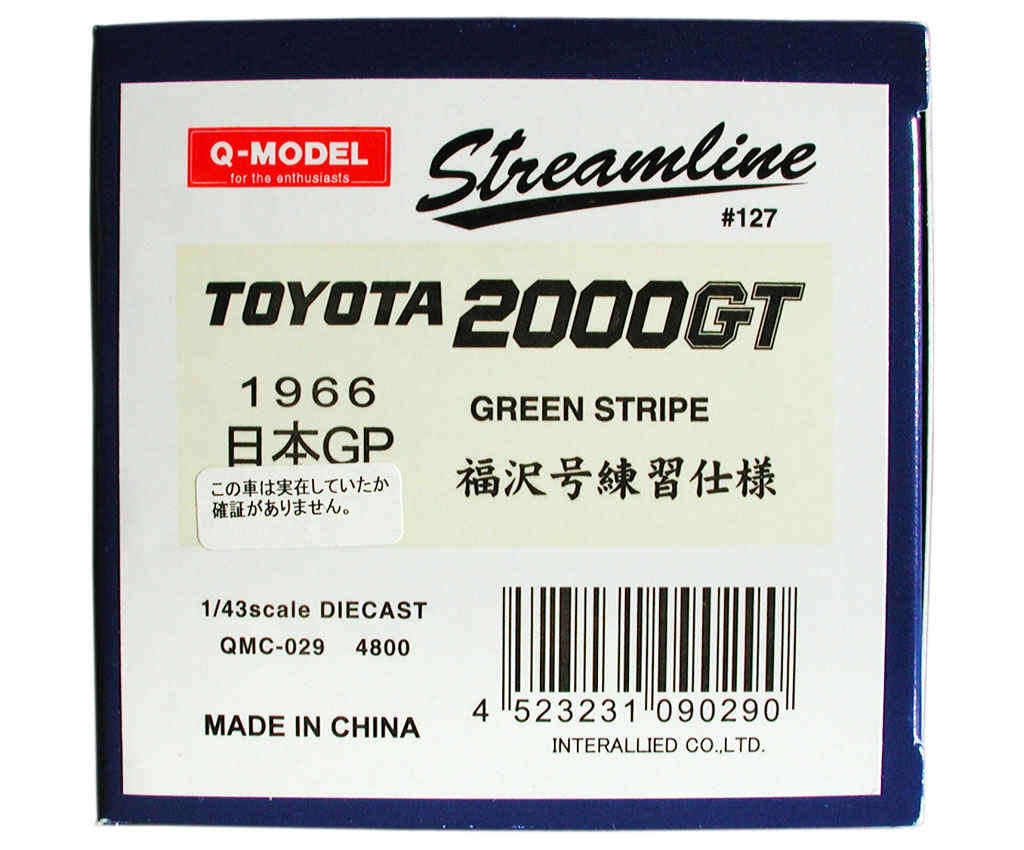 Q-MODEL
for the enthusiasts
Streamline
#127
TOYOTA 2000GT
1966
日本GP
GREEN STRIPE
福沢号練習仕様
この車は実在していたか
確証がありません。
1/43scale DIECAST
QMC-029 4800
MADE IN CHINA
4 523231 090290
INTERALLIED CO.,LTD.